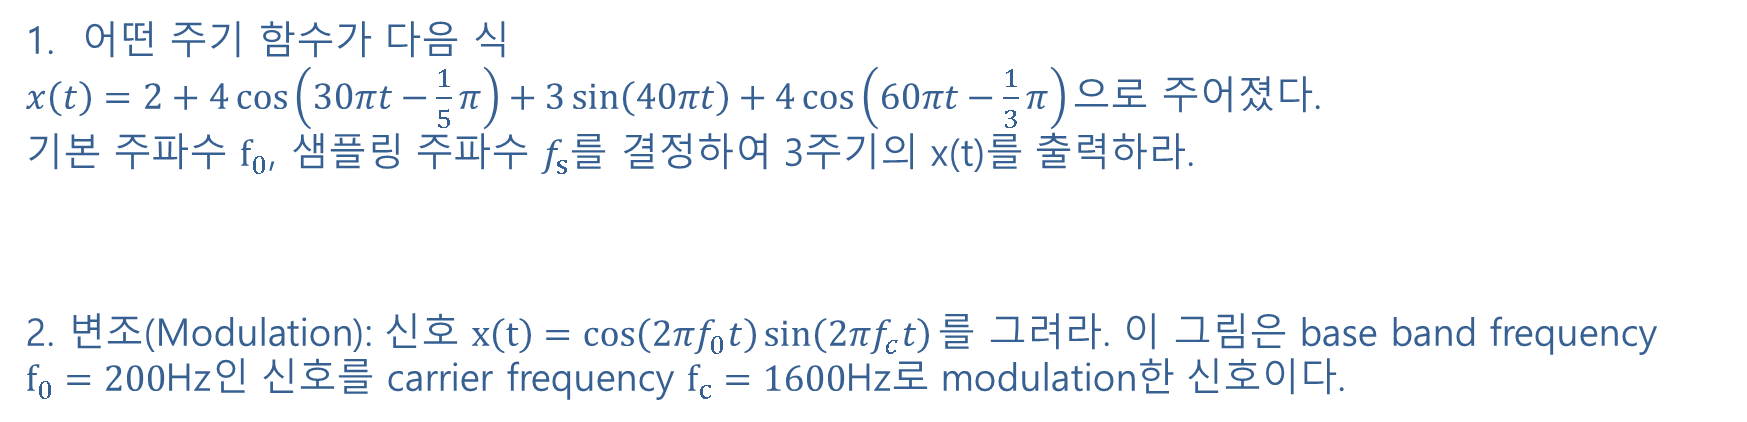 1. 어떤 주기 함수가 다음 식
x(t) = 2 + 4 cos(30πt − 1/5 π) + 3 sin(40πt) + 4 cos(60πt − 1/3 π)으로 주어졌다.
기본 주파수 f₀, 샘플링 주파수 fₛ를 결정하여 3주기의 x(t)를 출력하라.
2. 변조(Modulation): 신호 x(t) = cos(2πf₀t) sin(2πf_c t)를 그려라. 이 그림은 base band frequency
f₀ = 200Hz인 신호를 carrier frequency f_c = 1600Hz로 modulation한 신호이다.